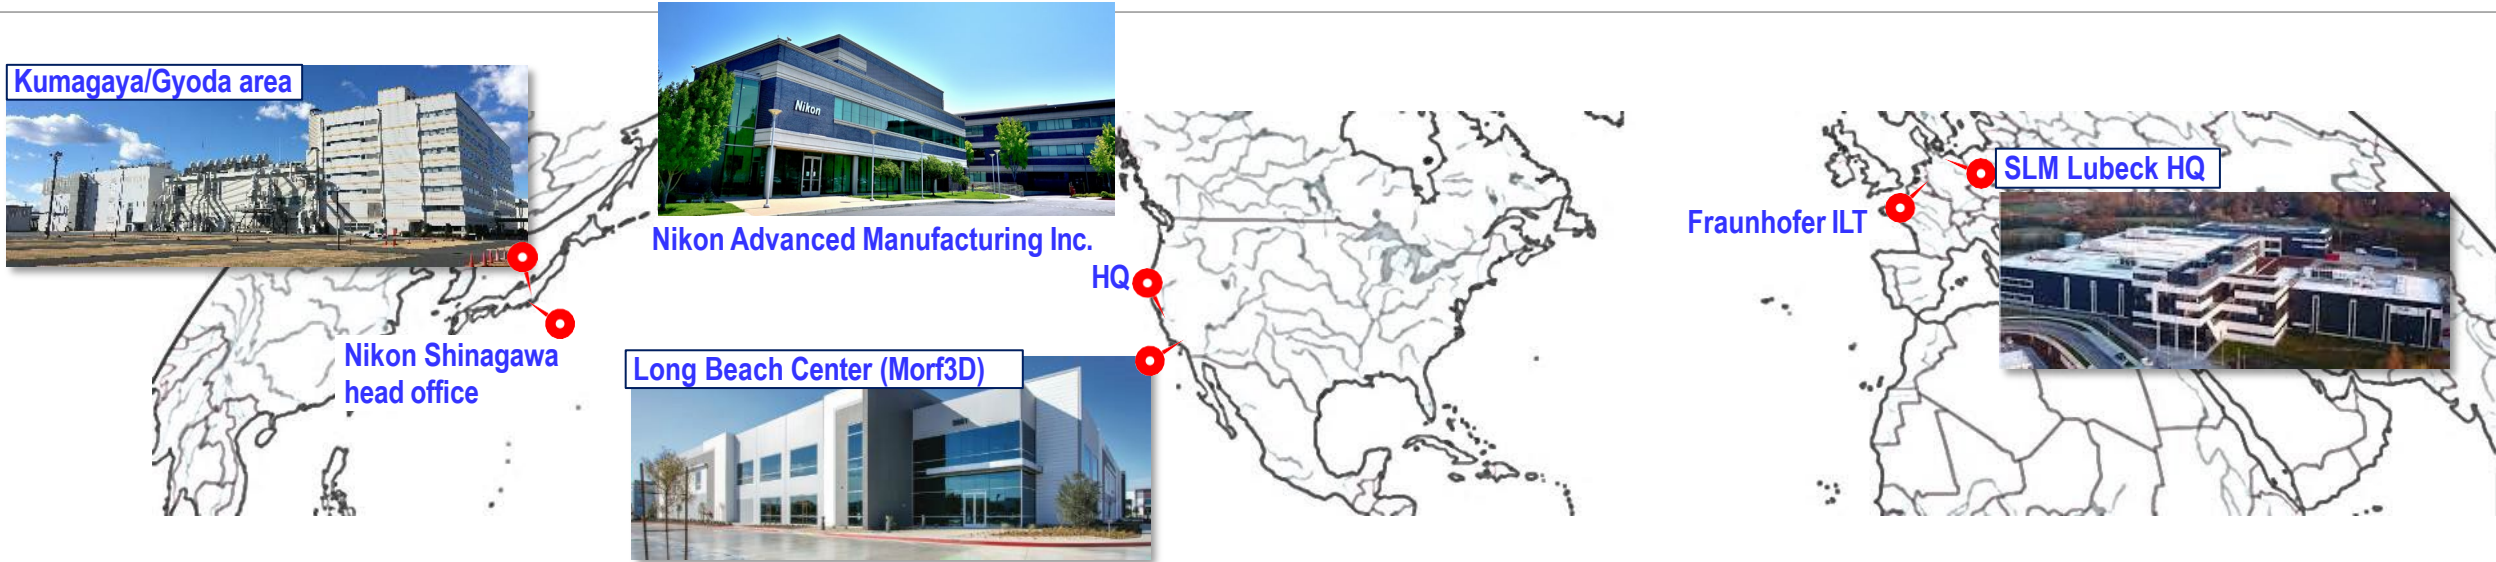 Kumagaya/Gyoda area
Nikon
Nikon Advanced Manufacturing Inc.
HQ
Nikon Shinagawa
head office
Long Beach Center (Morf3D)
Fraunhofer ILT
SLM Lubeck HQ